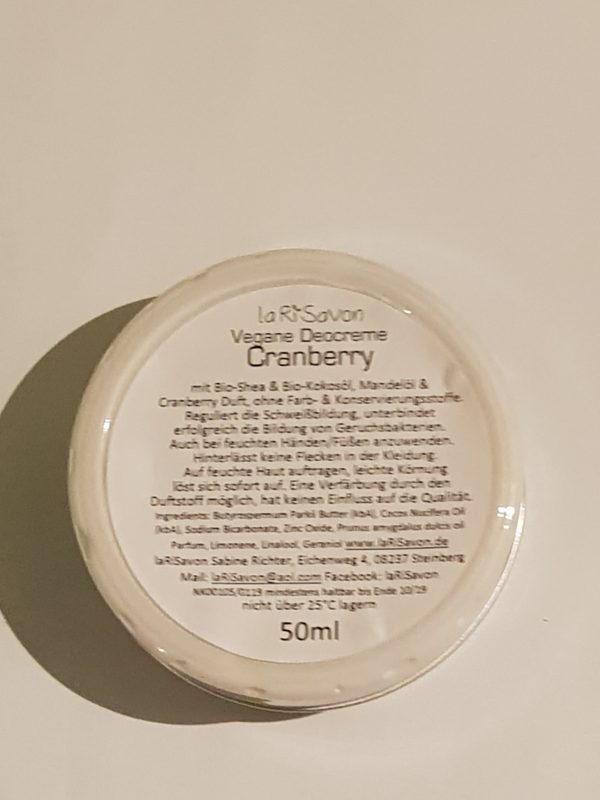 laRiSavon
Vegane Deocreme
Cranberry
mit Bio-Shea & Bio-Kokosöl, Mandelöl &
Cranberry Duft, ohne Farb- & Konservierungsstoffe.
Reguliert die Schweißbildung, unterbindet
erfolgreich die Bildung von Geruchsbakterien.
Auch bei feuchten Händen/Füßen anzuwenden.
Hinterlässt keine Flecken in der Kleidung.
Auf feuchte Haut auftragen, leichte Körnung
löst sich sofort auf. Eine Verfärbung durch den
Duftstoff möglich, hat keinen Einfluss auf die Qualität.
Ingredients: Butyrospermum Parkii Butter (kbA), Cocos Nucifera Oil
(kbA), Sodium Bicarbonate, Zinc Oxide, Prunus amygdalus dulcis oil
Parfum, Limonene, Linalool, Geraniol www.laRiSavon.de
laRiSavon Sabine Richter, Eichenweg 4, 08237 Steinberg
Mail: laRiSavon@aol.com Facebook: laRiSavon
mindestens haltbar bis Ende 10/19
nicht über 25°C lagern
50ml